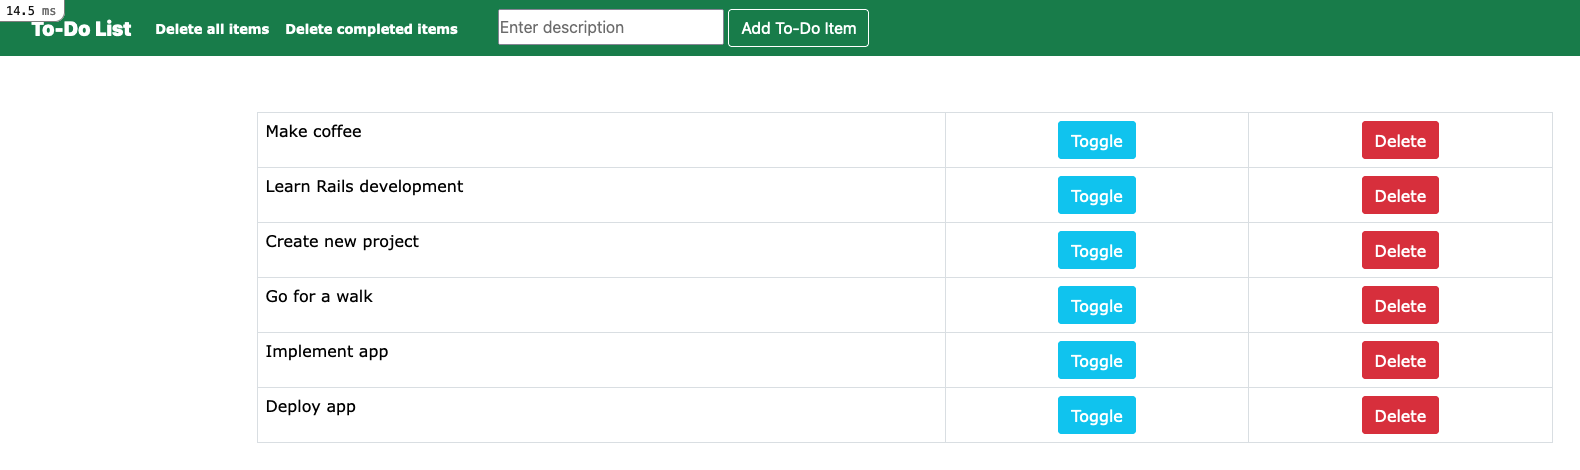 14.5 ms
To-Do List Delete all items Delete completed items Enter description Add To-Do Item
Make coffee Toggle Delete
Learn Rails development Toggle Delete
Create new project Toggle Delete
Go for a walk Toggle Delete
Implement app Toggle Delete
Deploy app Toggle Delete